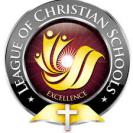 LEAGUE OF CHRISTIAN SCHOOLS
EXCELLENCE